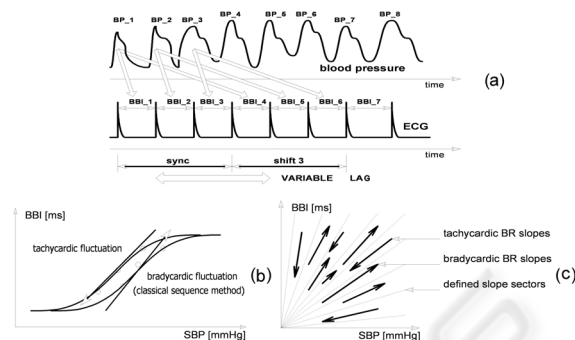 BP_1 BP_2 BP_3 BP_4 BP_5 BP_6 BP_7 BP_8
blood pressure
time
(a)
BBI_1 BBI_2 BBI_3 BBI_4 BBI_5 BBI_6 BBI_7
ECG
time
sync shift 3
VARIABLE LAG
BBI [ms]
tachycardic fluctuation
bradycardic fluctuation
(classical sequence method)
(b)
SBP [mmHg]
BBI [ms]
tachycardic BR slopes
bradycardic BR slopes
(c)
defined slope sectors
SBP [mmHg]